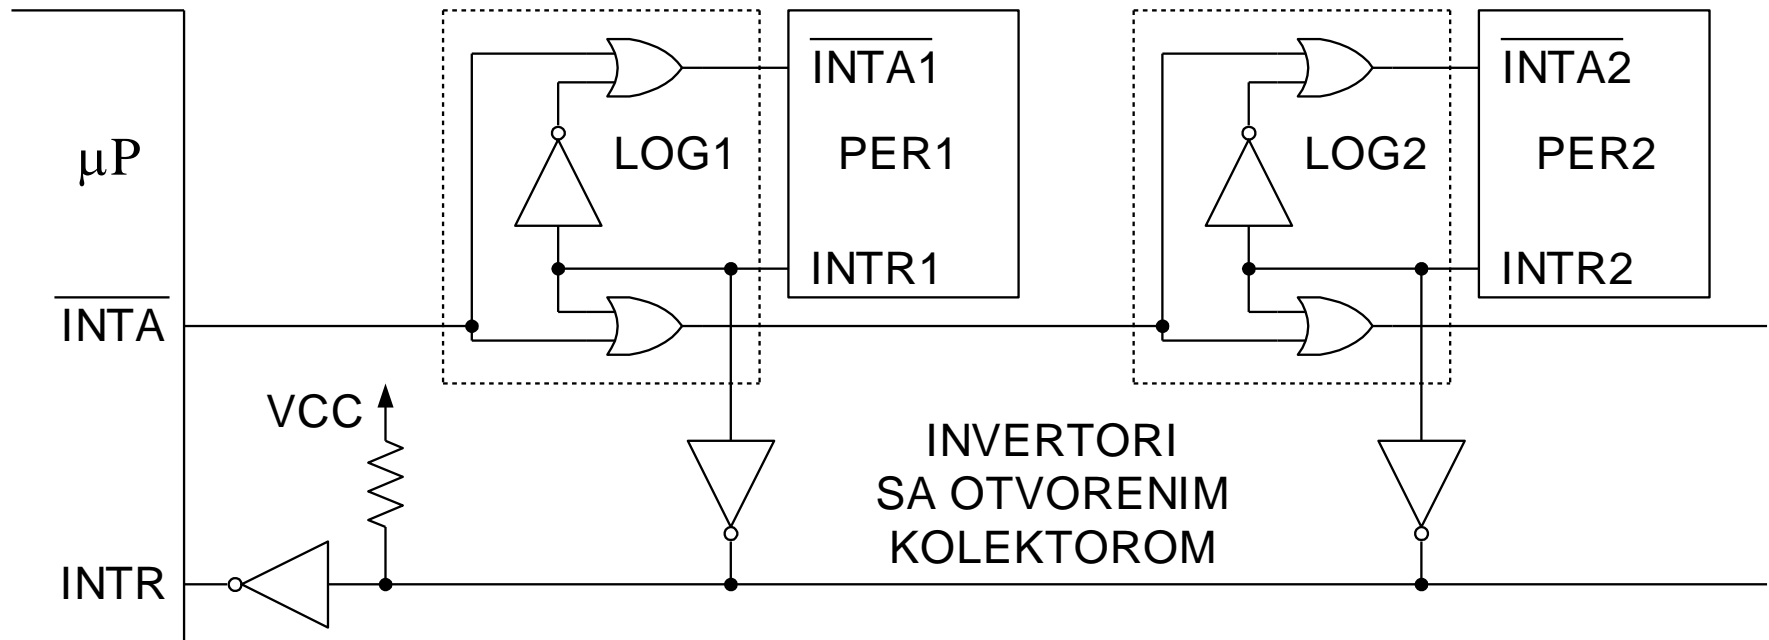 INTA1
INTA2
μP
LOG1
PER1
LOG2
PER2
INTR1
INTR2
INTA
VCC
INVERTORI
SA OTVORENIM
KOLEKTOROM
INTR